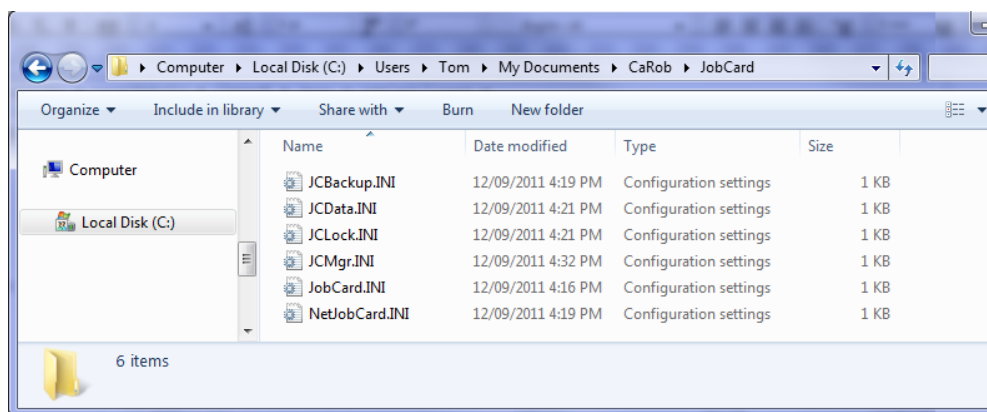 Computer Local Disk (C:) Users Tom My Documents CaRob JobCard
Organize Include in library Share with Burn New folder
Name Date modified Type Size
Computer
Local Disk (C:)
JCBackup.INI 12/09/2011 4:19 PM Configuration settings 1 KB
JCData.INI 12/09/2011 4:21 PM Configuration settings 1 KB
JCLock.INI 12/09/2011 4:21 PM Configuration settings 1 KB
JCMgr.INI 12/09/2011 4:32 PM Configuration settings 1 KB
JobCard.INI 12/09/2011 4:16 PM Configuration settings 1 KB
NetJobCard.INI 12/09/2011 4:19 PM Configuration settings 1 KB
6 items